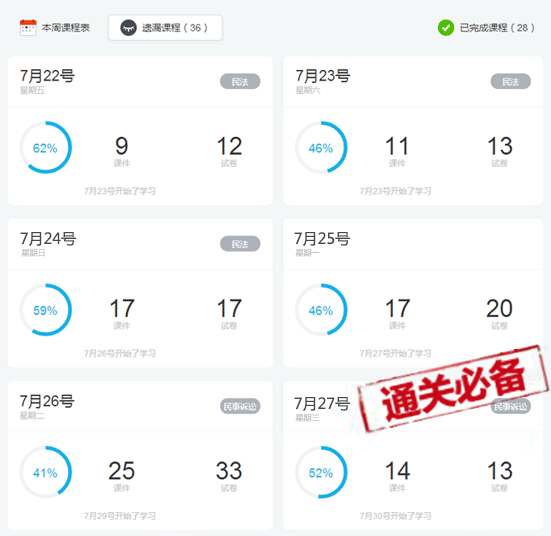 本周课程表 遗漏课程（36） 已完成课程（28）
7月22号 民法
星期五
62% 9 12
课件 试卷
7月22号开始了学习
7月23号 民法
星期六
46% 11 13
课件 试卷
7月23号开始了学习
7月24号 民法
星期日
59% 17 17
课件 试卷
7月26号开始了学习
7月25号
星期一
46% 17 20
课件 试卷
7月27号开始了学习
通关必备
7月26号 民事诉讼
星期二
41% 25 33
课件 试卷
7月29号开始了学习
7月27号 民事诉讼
星期三
52% 14 13
课件 试卷
7月30号开始了学习